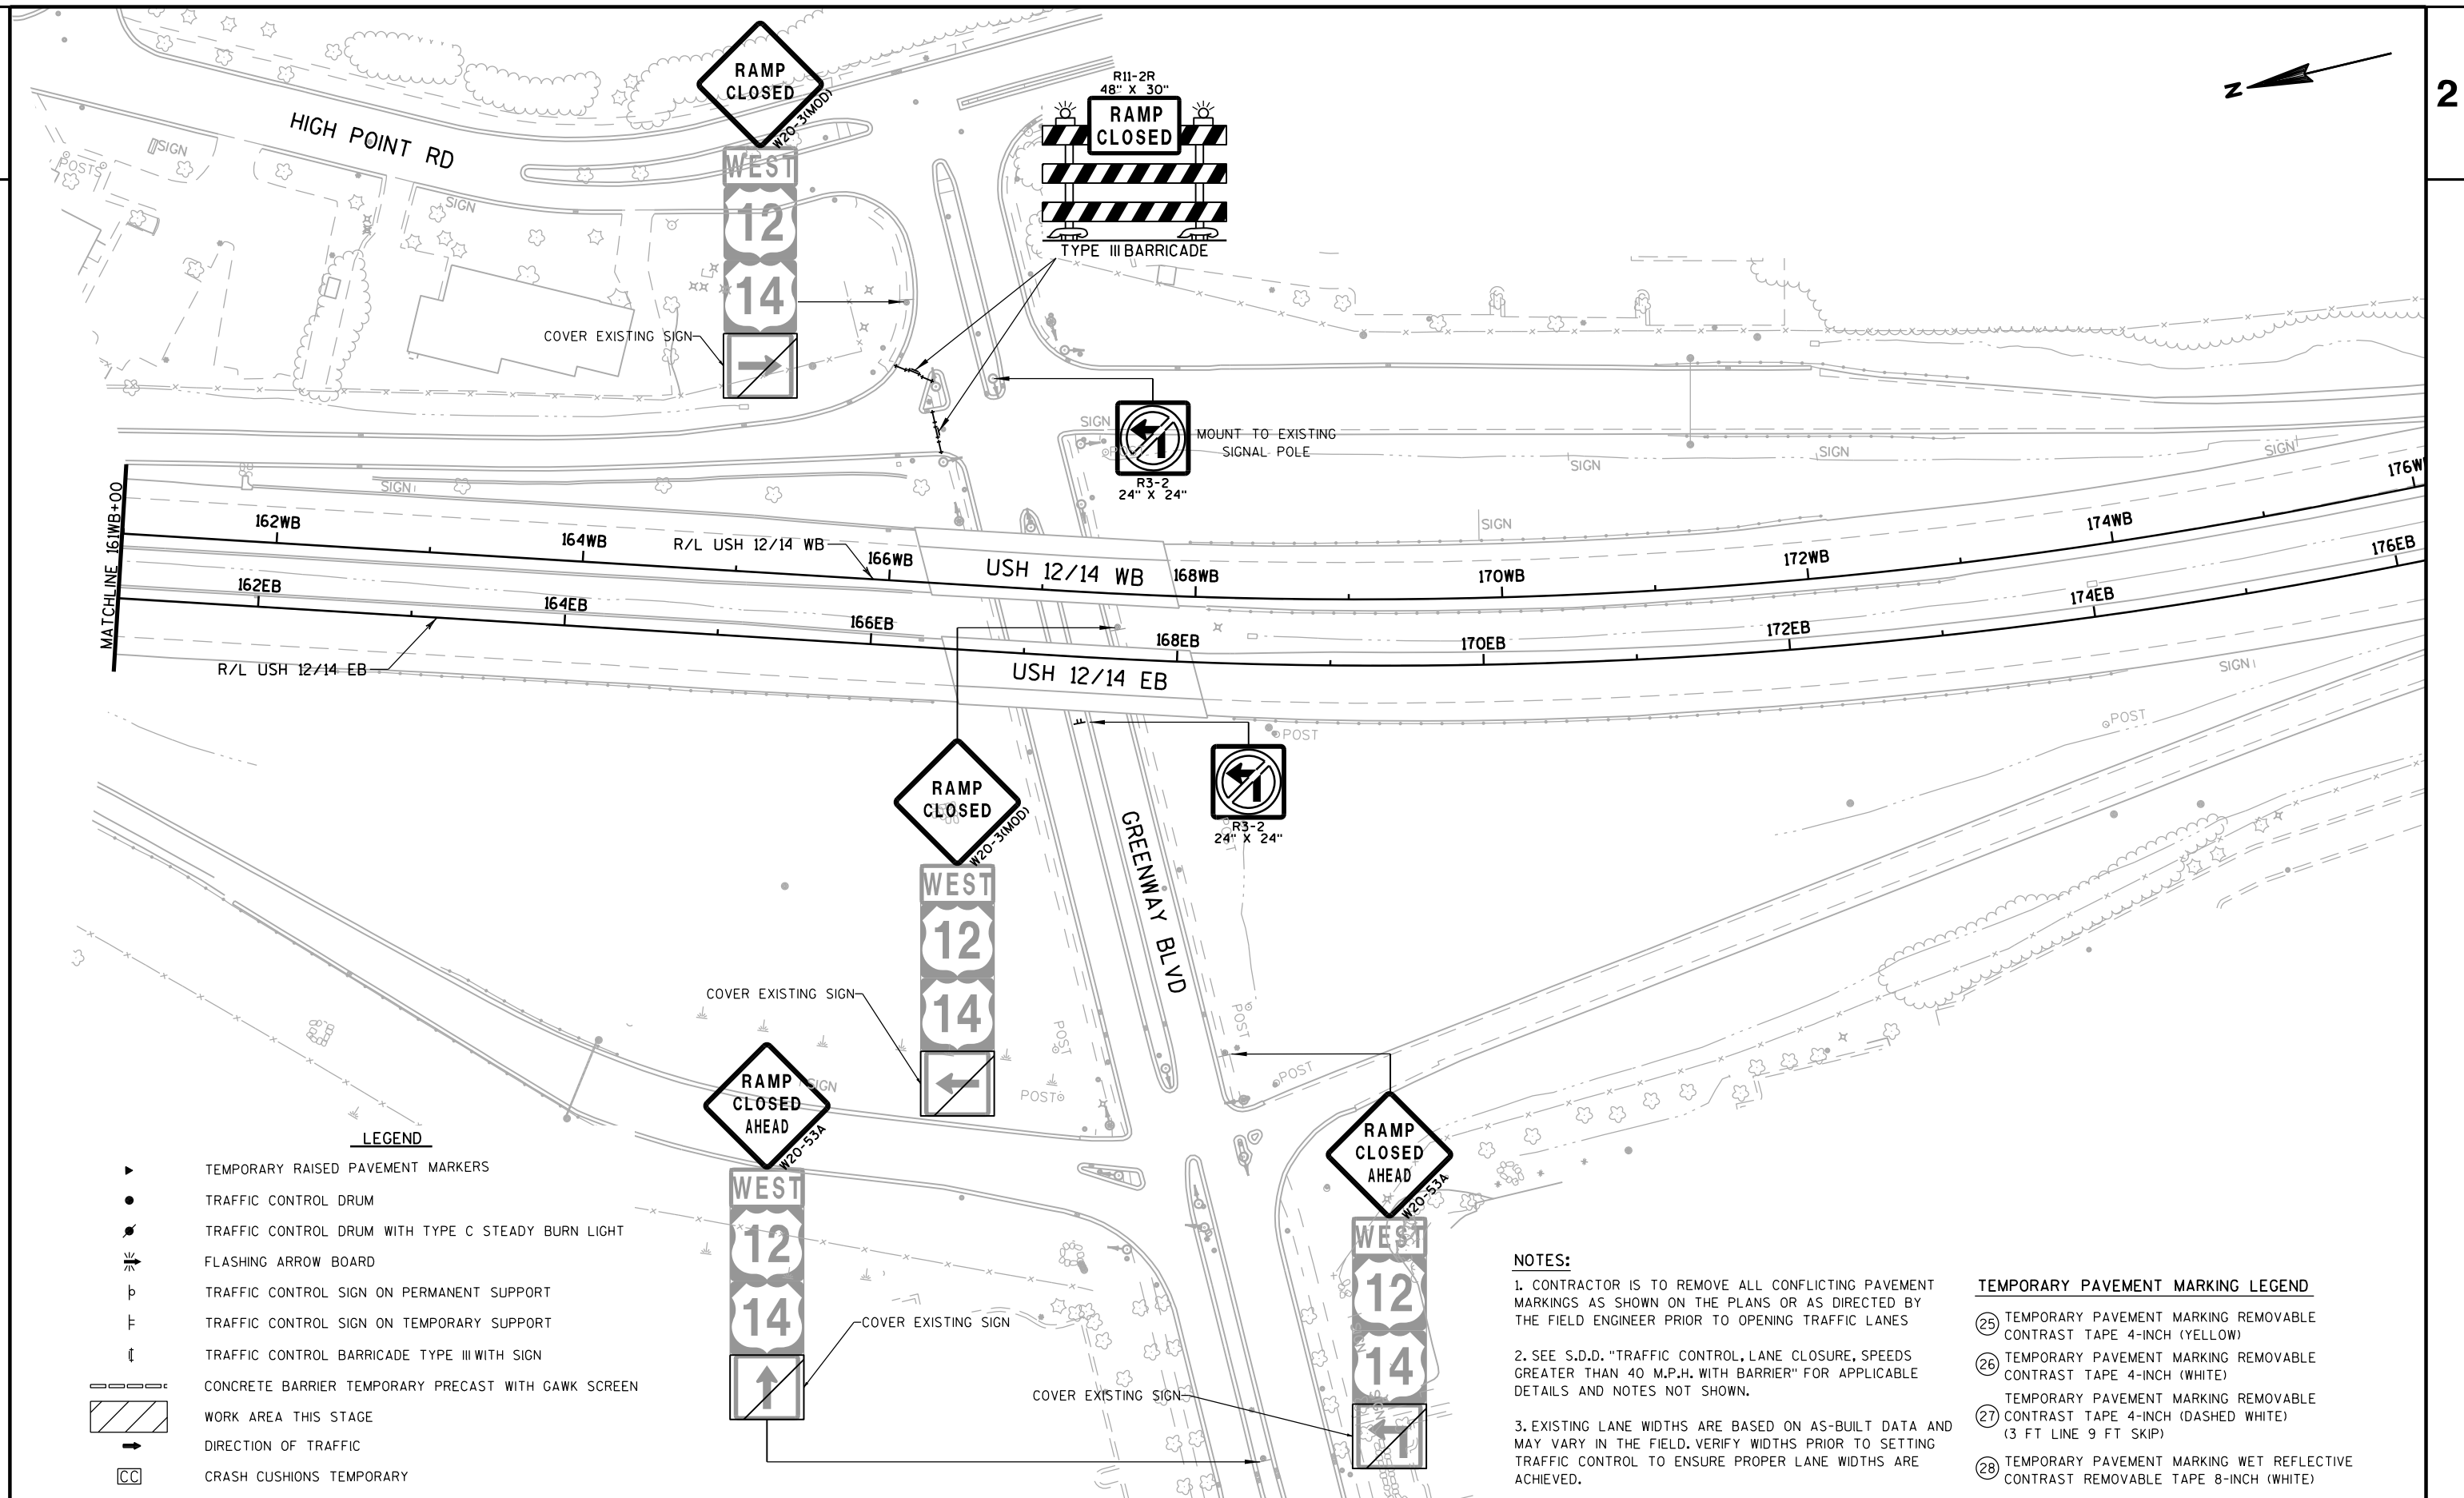 2
N
RAMP
CLOSED
W20-3(MOD)
WEST
12
14
COVER EXISTING SIGN
HIGH POINT RD
SIGN
POSTS
SIGN
R11-2R
48" X 30"
RAMP
CLOSED
TYPE III BARRICADE
SIGN
MOUNT TO EXISTING
SIGNAL POLE
R3-2
24" X 24"
SIGN
SIGN
SIGN
SIGN
SIGN
MATCHLINE 161WB+00
162WB
164WB
R/L USH 12/14 WB
166WB
USH 12/14 WB
168WB
170WB
172WB
174WB
176W
162EB
164EB
166EB
168EB
170EB
172EB
174EB
176EB
R/L USH 12/14 EB
USH 12/14 EB
SIGN
POST
POST
R3-2
24" X 24"
GREENWAY BLVD
RAMP
CLOSED
W20-3(MOD)
WEST
12
14
COVER EXISTING SIGN
POST
POST
POST
POST
RAMP
CLOSED
AHEAD
SIGN
W20-53A
WEST
12
14
COVER EXISTING SIGN
RAMP
CLOSED
AHEAD
W20-53A
WEST
12
14
COVER EXISTING SIGN
LEGEND
TEMPORARY RAISED PAVEMENT MARKERS
TRAFFIC CONTROL DRUM
TRAFFIC CONTROL DRUM WITH TYPE C STEADY BURN LIGHT
FLASHING ARROW BOARD
TRAFFIC CONTROL SIGN ON PERMANENT SUPPORT
TRAFFIC CONTROL SIGN ON TEMPORARY SUPPORT
TRAFFIC CONTROL BARRICADE TYPE III WITH SIGN
CONCRETE BARRIER TEMPORARY PRECAST WITH GAWK SCREEN
WORK AREA THIS STAGE
DIRECTION OF TRAFFIC
CC CRASH CUSHIONS TEMPORARY
NOTES:
1. CONTRACTOR IS TO REMOVE ALL CONFLICTING PAVEMENT
MARKINGS AS SHOWN ON THE PLANS OR AS DIRECTED BY
THE FIELD ENGINEER PRIOR TO OPENING TRAFFIC LANES
2. SEE S.D.D. "TRAFFIC CONTROL, LANE CLOSURE, SPEEDS
GREATER THAN 40 M.P.H. WITH BARRIER" FOR APPLICABLE
DETAILS AND NOTES NOT SHOWN.
3. EXISTING LANE WIDTHS ARE BASED ON AS-BUILT DATA AND
MAY VARY IN THE FIELD. VERIFY WIDTHS PRIOR TO SETTING
TRAFFIC CONTROL TO ENSURE PROPER LANE WIDTHS ARE
ACHIEVED.
TEMPORARY PAVEMENT MARKING LEGEND
25 TEMPORARY PAVEMENT MARKING REMOVABLE
CONTRAST TAPE 4-INCH (YELLOW)
26 TEMPORARY PAVEMENT MARKING REMOVABLE
CONTRAST TAPE 4-INCH (WHITE)
TEMPORARY PAVEMENT MARKING REMOVABLE
27 CONTRAST TAPE 4-INCH (DASHED WHITE)
(3 FT LINE 9 FT SKIP)
28 TEMPORARY PAVEMENT MARKING WET REFLECTIVE
CONTRAST REMOVABLE TAPE 8-INCH (WHITE)